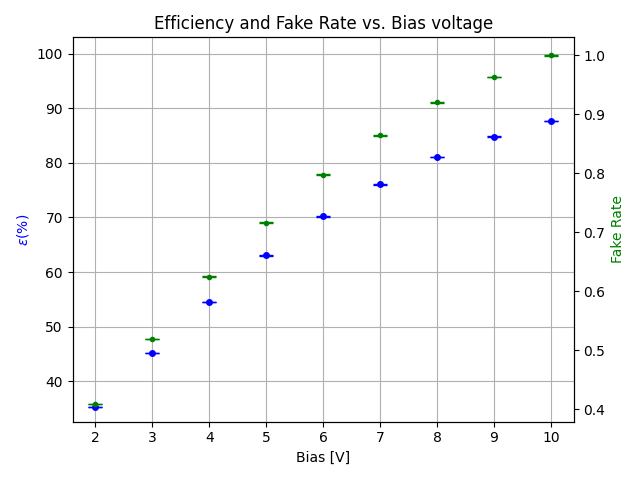 Efficiency and Fake Rate vs. Bias voltage
100
90
80
70
60
50
40
ε(%)
1.0
0.9
0.8
0.7
0.6
0.5
0.4
Fake Rate
2 3 4 5 6 7 8 9 10
Bias [V]